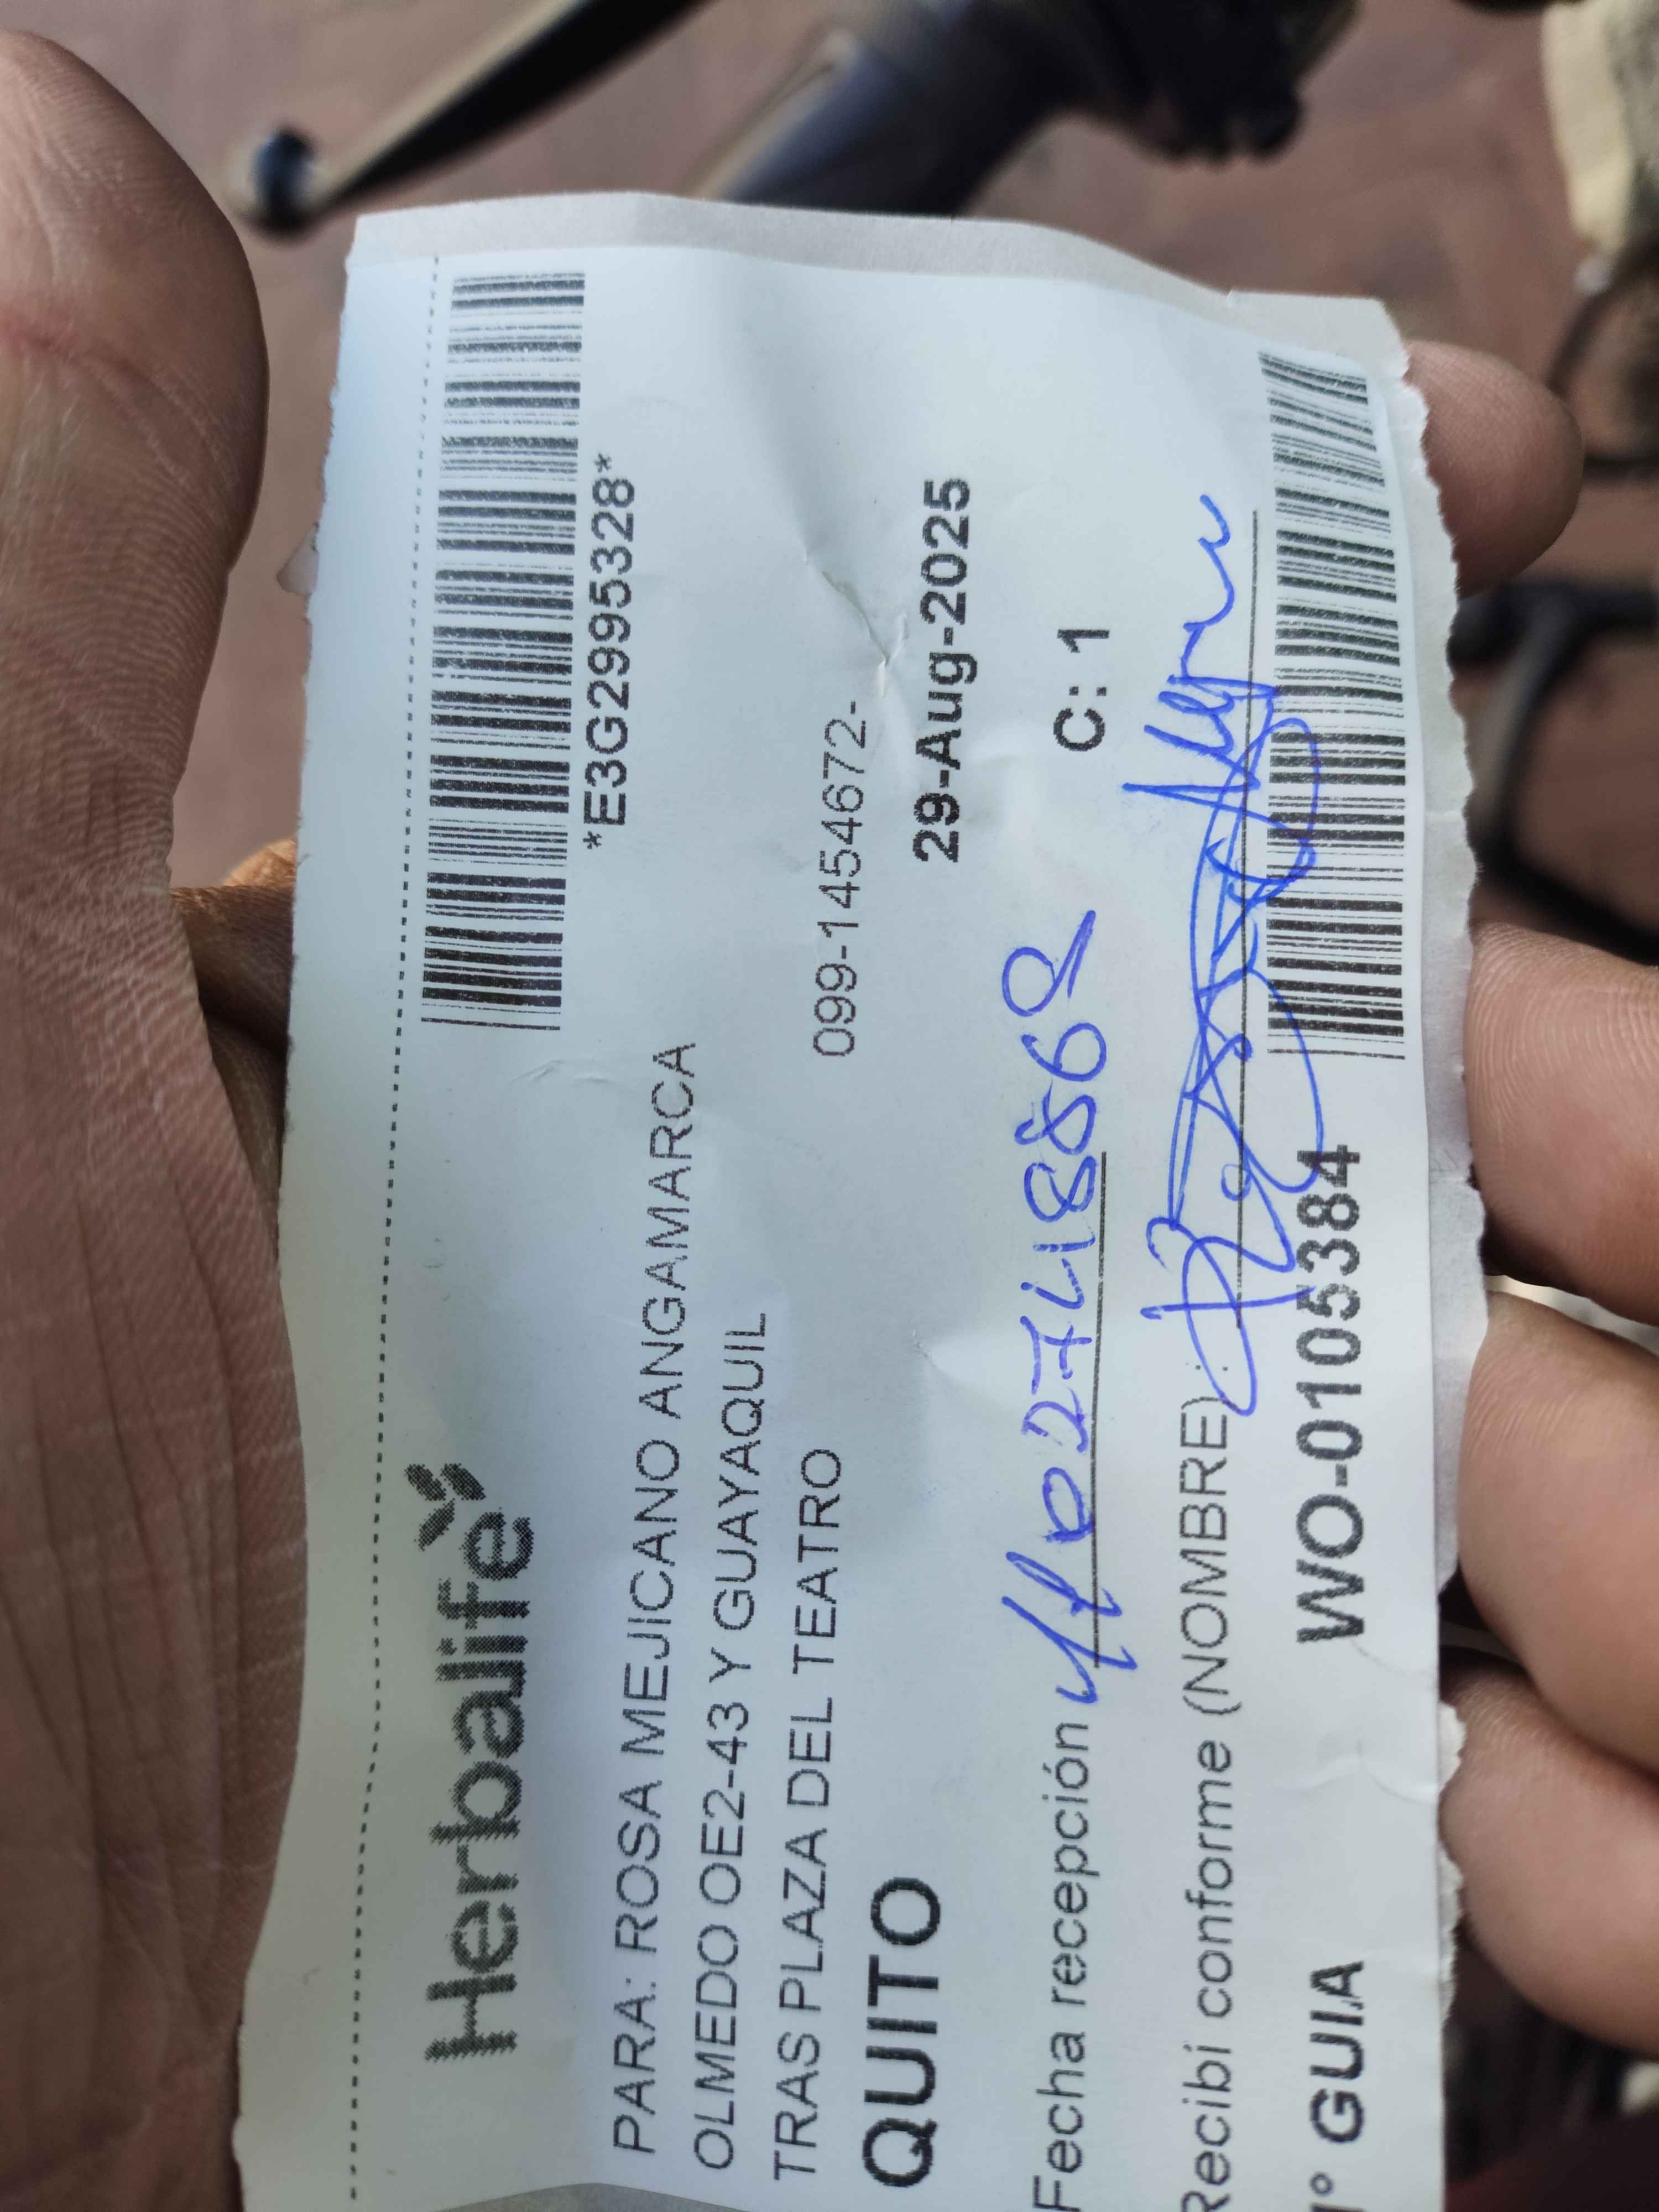 Herbalife
*E3G2995328*
PARA: ROSA MEJICANO ANGAMARCA
OLMEDO OE2-43 Y GUAYAQUIL
TRAS PLAZA DEL TEATRO
099-1454672-
QUITO
29-Aug-2025
Fecha recepción
C: 1
Recibí conforme (NOMBRE) :
N° GUIA WO-0105384